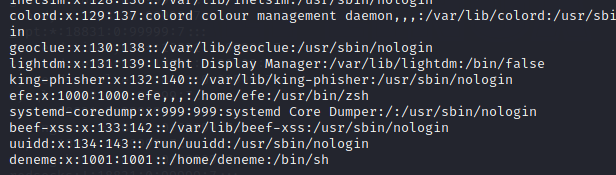 inetsim:x:128:136::/var/lib/inetsim:/usr/sbin/nologin
colord:x:129:137:colord colour management daemon,,,:/var/lib/colord:/usr/sbi
in
geoclue:x:130:138::/var/lib/geoclue:/usr/sbin/nologin
lightdm:x:131:139:Light Display Manager:/var/lib/lightdm:/bin/false
king-phisher:x:132:140::/var/lib/king-phisher:/usr/sbin/nologin
efe:x:1000:1000:efe,,,:/home/efe:/usr/bin/zsh
systemd-coredump:x:999:999:systemd Core Dumper:/:/usr/sbin/nologin
beef-xss:x:133:142::/var/lib/beef-xss:/usr/sbin/nologin
uuidd:x:134:143::/run/uuidd:/usr/sbin/nologin
deneme:x:1001:1001::/home/deneme:/bin/sh